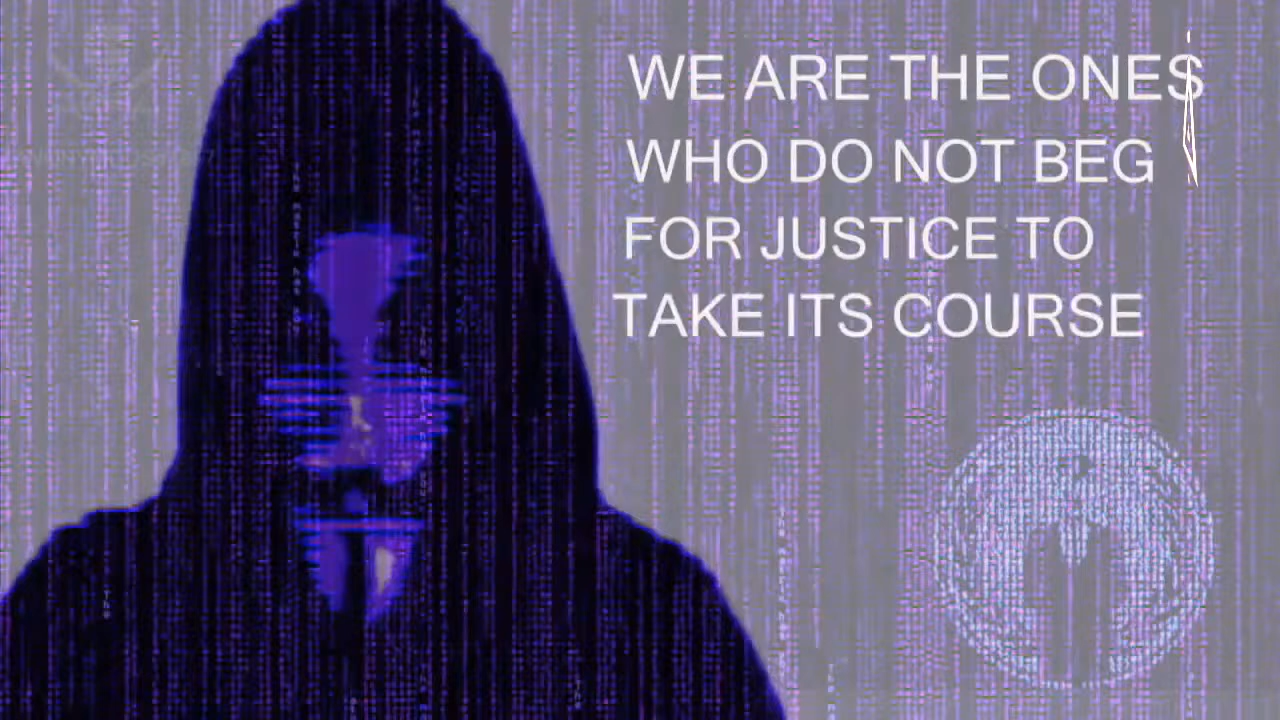 WE ARE THE ONES
WHO DO NOT BEG
FOR JUSTICE TO
TAKE ITS COURSE